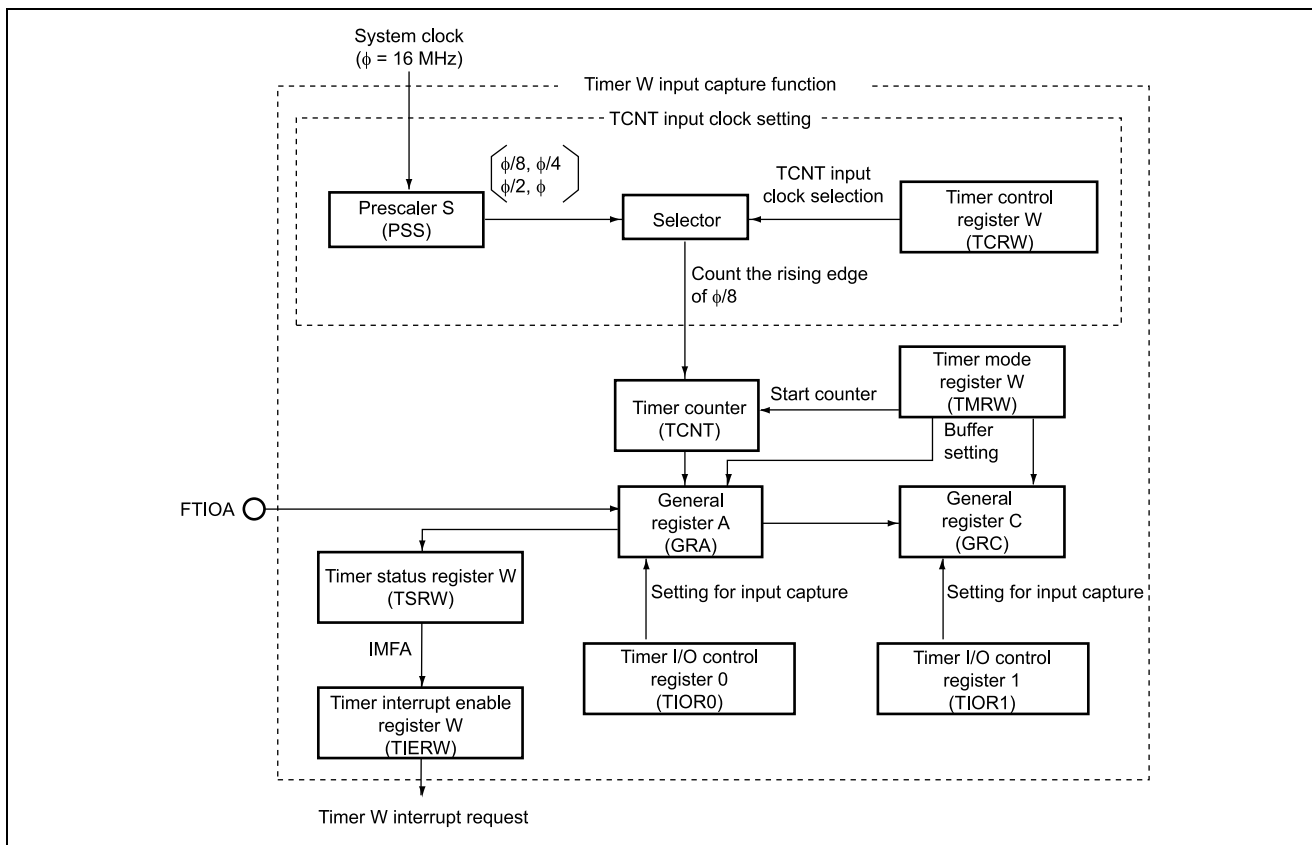 System clock
(ϕ = 16 MHz)
Timer W input capture function
TCNT input clock setting
ϕ/8, ϕ/4
ϕ/2, ϕ
TCNT input
clock selection
Prescaler S
(PSS)
Selector
Timer control
register W
(TCRW)
Count the rising edge
of ϕ/8
Timer counter
(TCNT)
Start counter
Timer mode
register W
(TMRW)
Buffer
setting
FTIOA
General
register A
(GRA)
General
register C
(GRC)
Timer status register W
(TSRW)
Setting for input capture
Setting for input capture
IMFA
Timer I/O control
register 0
(TIOR0)
Timer I/O control
register 1
(TIOR1)
Timer interrupt enable
register W
(TIERW)
Timer W interrupt request